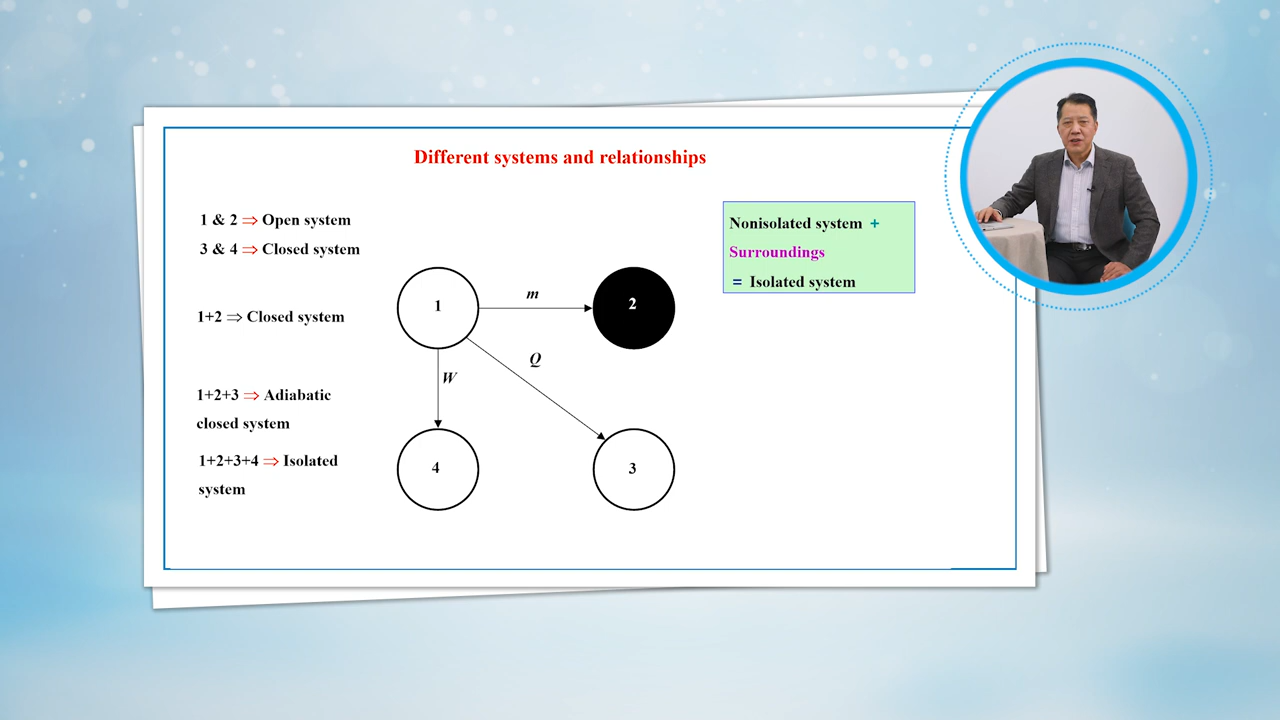 Different systems and relationships
1 & 2 ⇒ Open system
3 & 4 ⇒ Closed system
1+2 ⇒ Closed system
1+2+3 ⇒ Adiabatic
closed system
1+2+3+4 ⇒ Isolated
system
1
m
2
Q
W
4
3
Nonisolated system +
Surroundings
= Isolated system